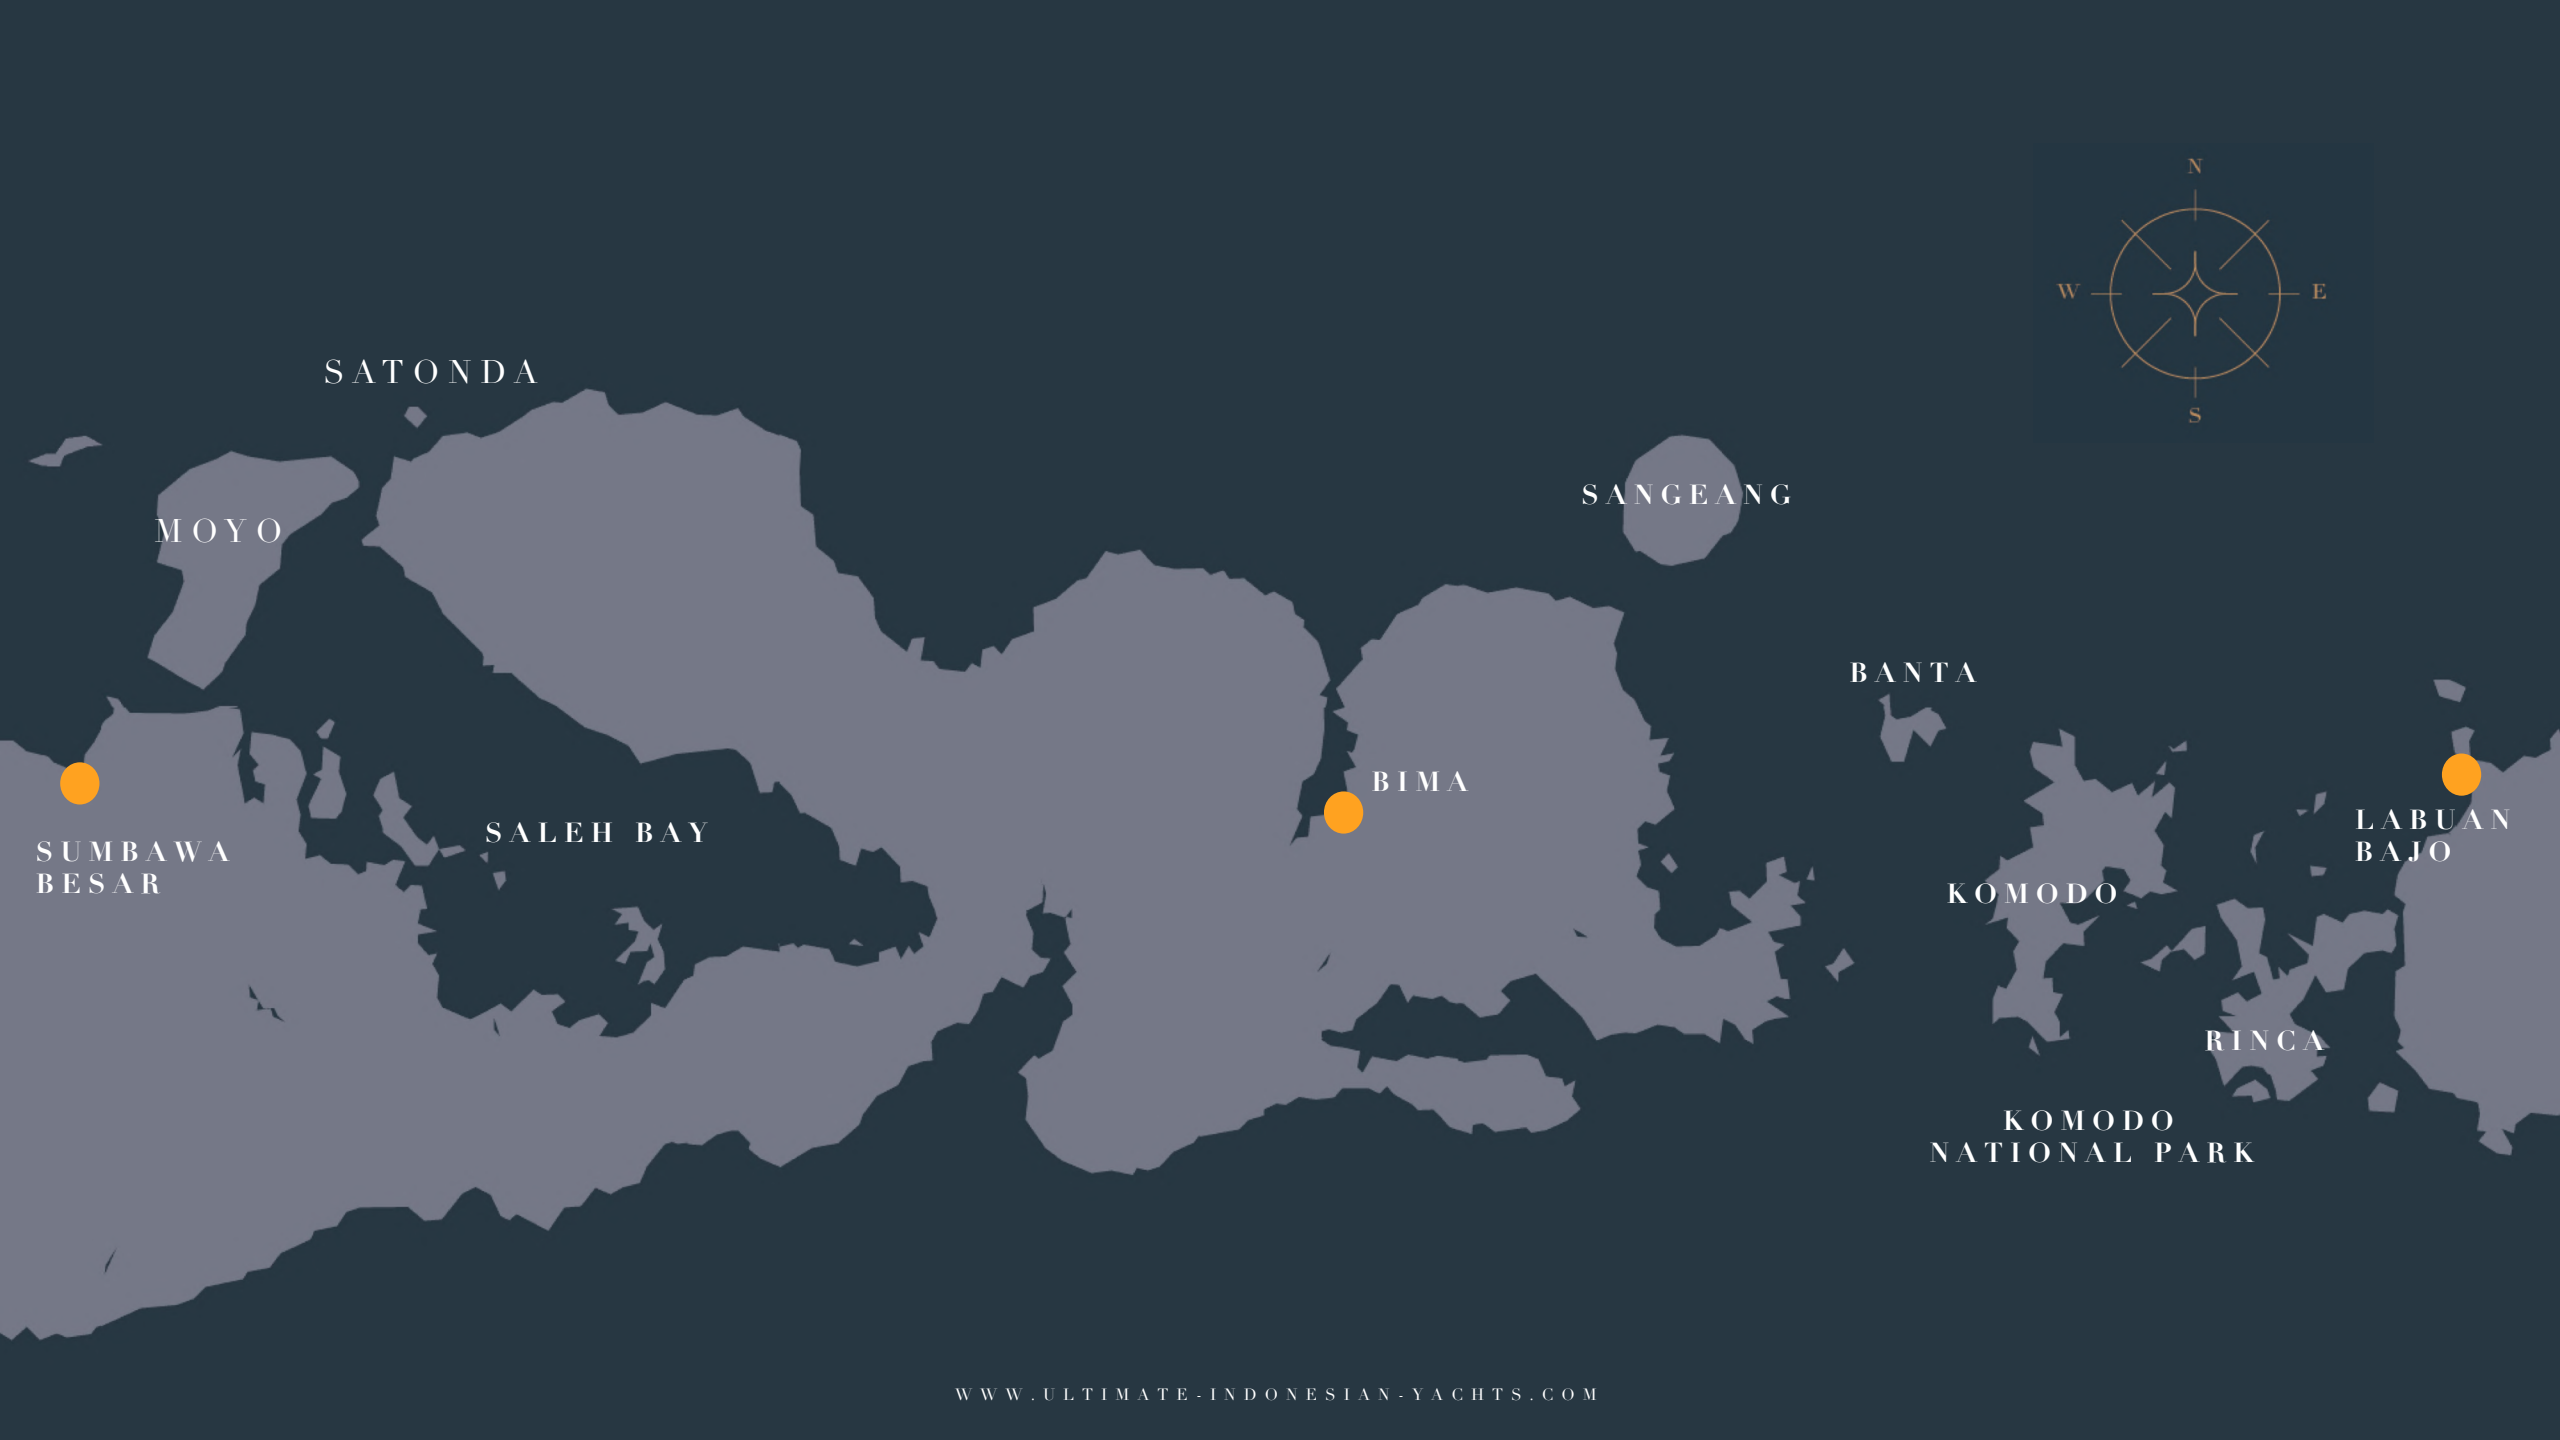 N
W
E
S
SATONDA
MOYO
SANGEANG
BANTA
BIMA
SALEH BAY
SUMBAWA
BESAR
LABUAN
BAJO
KOMODO
RINCA
KOMODO
NATIONAL PARK
WWW.ULTIMATE-INDONESIAN-YACHTS.COM